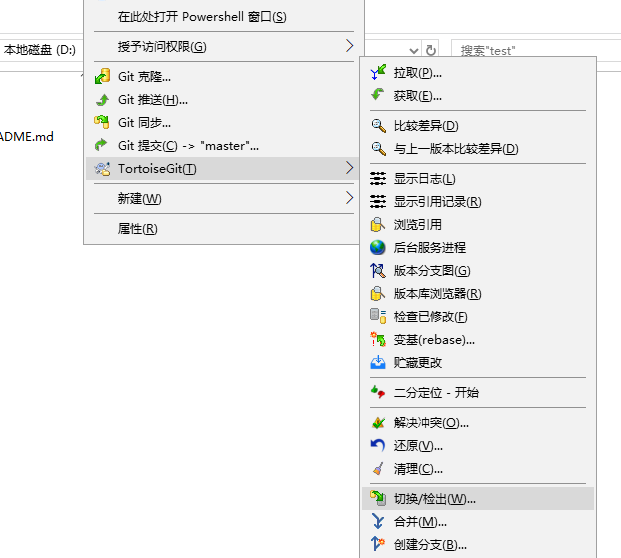 在此处打开 Powershell 窗口(S)
本地磁盘 (D:)
搜索"test"
授予访问权限(G)
Git 克隆...
Git 推送(H)...
Git 同步...
Git 提交(C) -> "master"...
ADME.md
TortoiseGit(T)
新建(W)
属性(R)
拉取(P)...
获取(E)...
比较差异(D)
与上一版本比较差异(D)
显示日志(L)
显示引用记录(R)
浏览引用
后台服务进程
版本分支图(G)
版本库浏览器(R)
检查已修改(F)
变基(rebase)...
贮藏更改
二分定位 - 开始
解决冲突(O)...
还原(V)...
清理(C)...
切换/检出(W)...
合并(M)...
创建分支(B)...